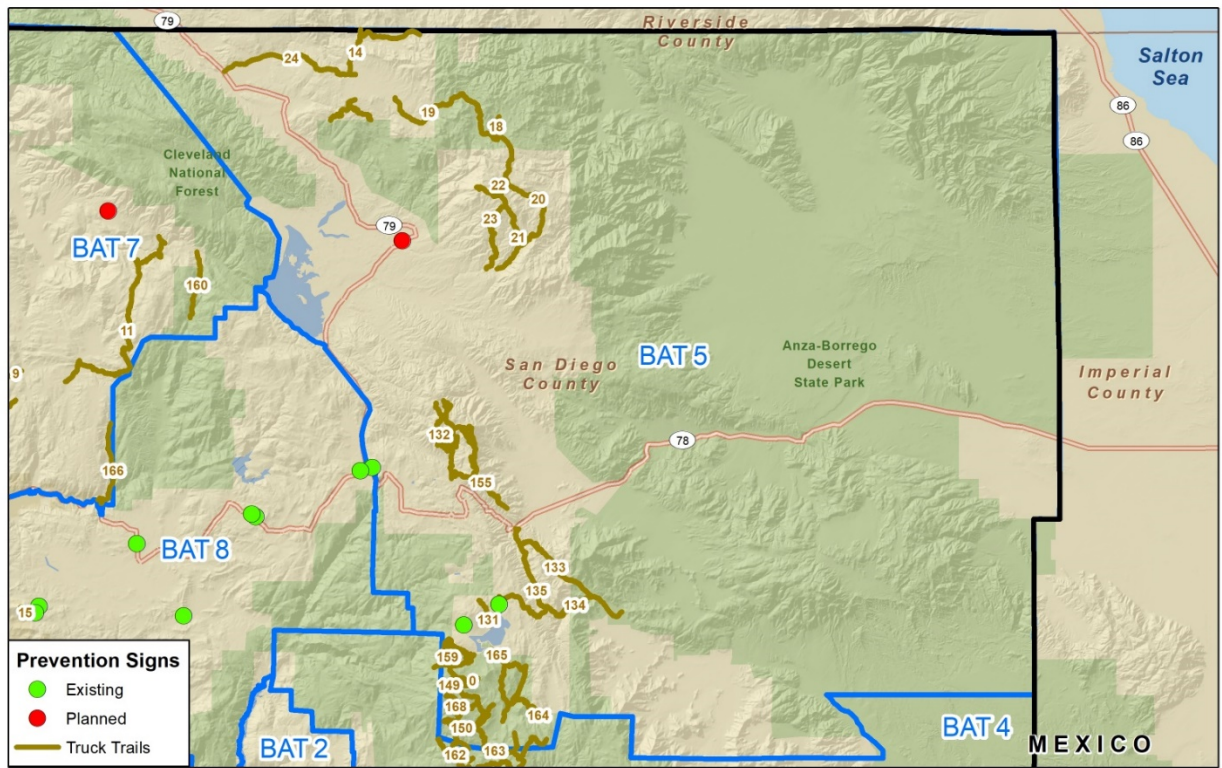 79
Riverside
County
Salton
Sea
14
24
86
19
18
86
Cleveland
National
Forest
22
20
23
79
21
BAT 7
160
11
San Diego
County
BAT 5
Anza-Borrego
Desert
State Park
Imperial
County
9
132
78
166
155
BAT 8
133
135
134
15
131
159
165
149
0
168
164
150
162
163
BAT 2
BAT 4
MEXICO
Prevention Signs
Existing
Planned
Truck Trails